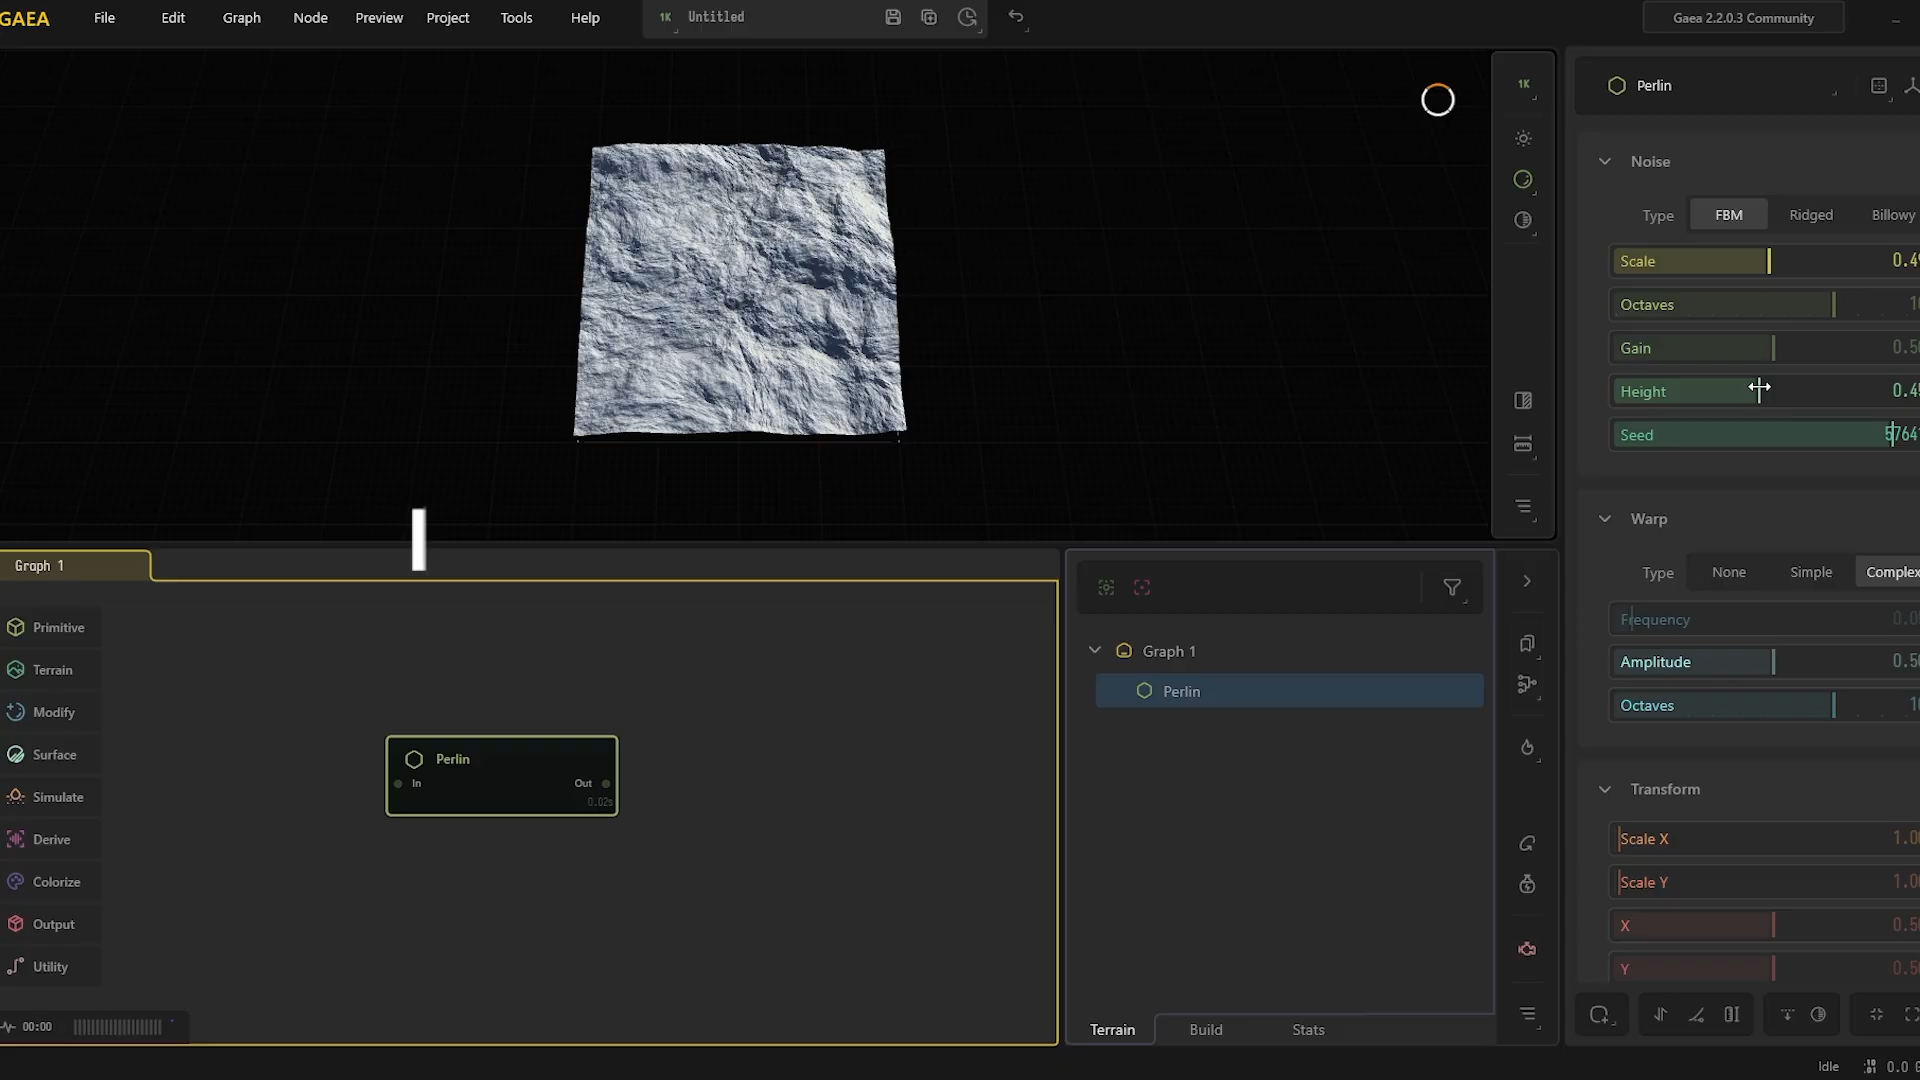 GAEA File Edit Graph Node Preview Project Tools Help 1K Untitled Gaea 2.2.0.3 Community
1K
Perlin
Noise
Type FBM Ridged Billowy
Scale
Octaves
Gain
Height
Seed
Warp
Type None Simple Complex
Frequency
Amplitude
Octaves
Transform
Scale X
Scale Y
X
Y
Graph 1
Primitive
Terrain
Modify
Surface
Simulate
Derive
Colorize
Output
Utility
Perlin
In Out
0.02s
00:00
Graph 1
Perlin
Terrain Build Stats
Idle